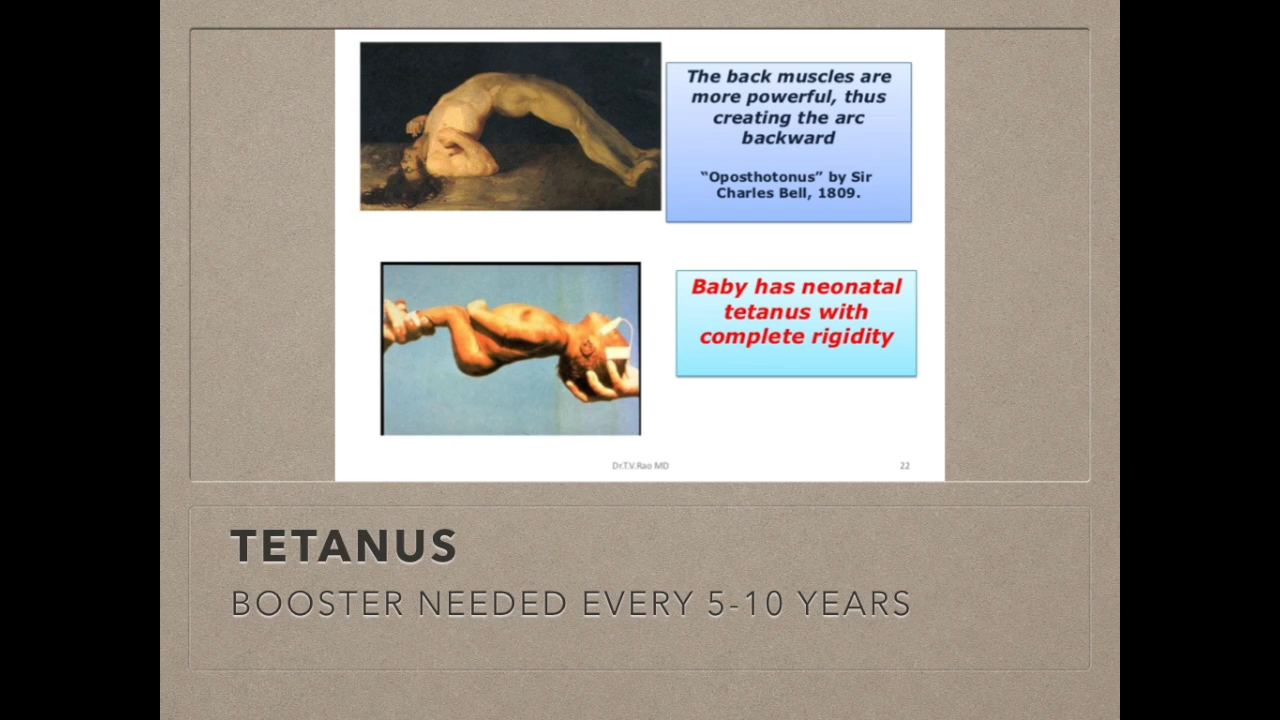 The back muscles are
more powerful, thus
creating the arc
backward
“Oposthotonus” by Sir
Charles Bell, 1809.
Baby has neonatal
tetanus with
complete rigidity
Dr.T.V.Rao MD
22
TETANUS
BOOSTER NEEDED EVERY 5-10 YEARS